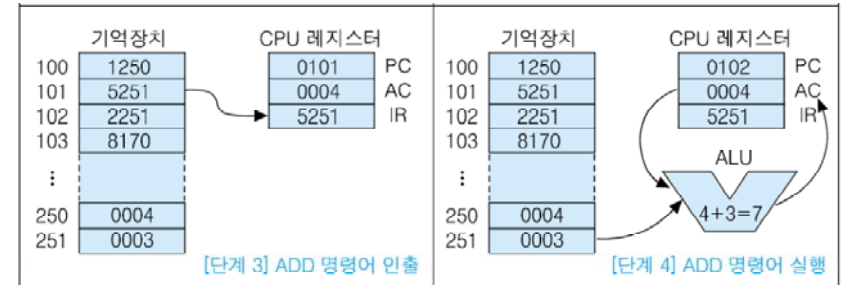 기억장치 CPU 레지스터
100 1250 0101 PC
101 5251 0004 AC
102 2251 5251 IR
103 8170
⋮
250 0004
251 0003
[단계 3] ADD 명령어 인출
기억장치 CPU 레지스터
100 1250 0102 PC
101 5251 0004 AC
102 2251 5251 IR
103 8170
ALU
⋮
250 0004 4+3=7
251 0003
[단계 4] ADD 명령어 실행